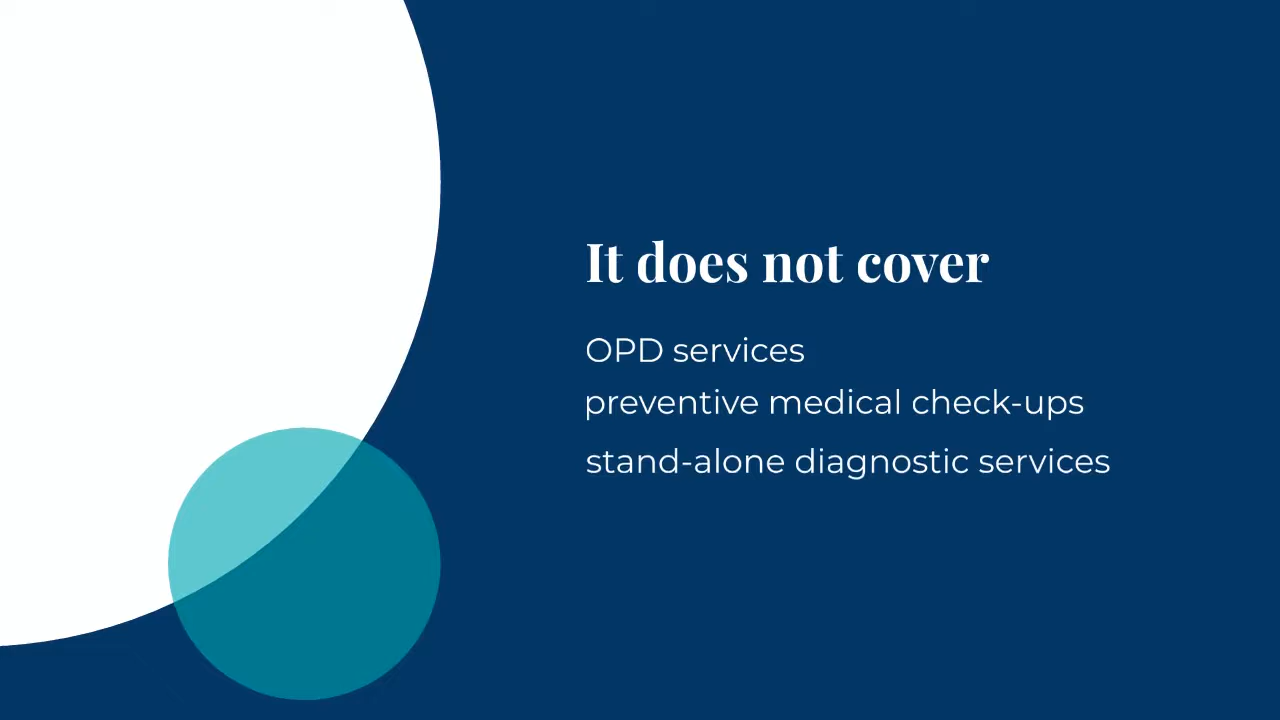 It does not cover
OPD services
preventive medical check-ups
stand-alone diagnostic services